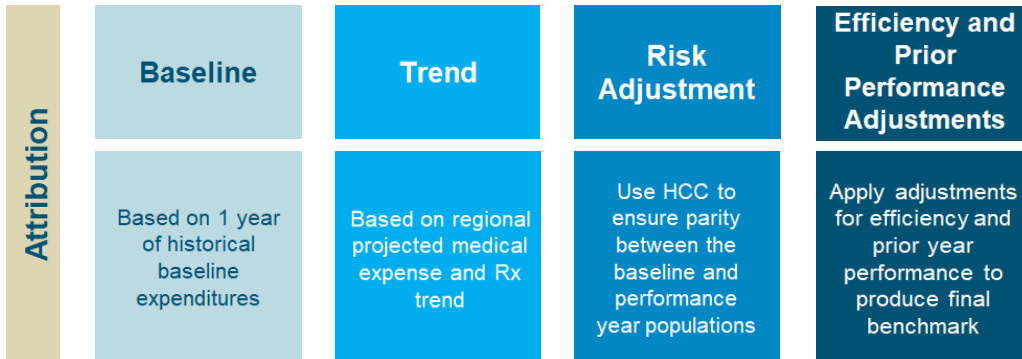 Attribution
Baseline
Trend
Risk
Adjustment
Efficiency and
Prior
Performance
Adjustments
Based on 1 year
of historical
baseline
expenditures
Based on regional
projected medical
expense and Rx
trend
Use HCC to
ensure parity
between the
baseline and
performance
year populations
Apply adjustments
for efficiency and
prior year
performance to
produce final
benchmark